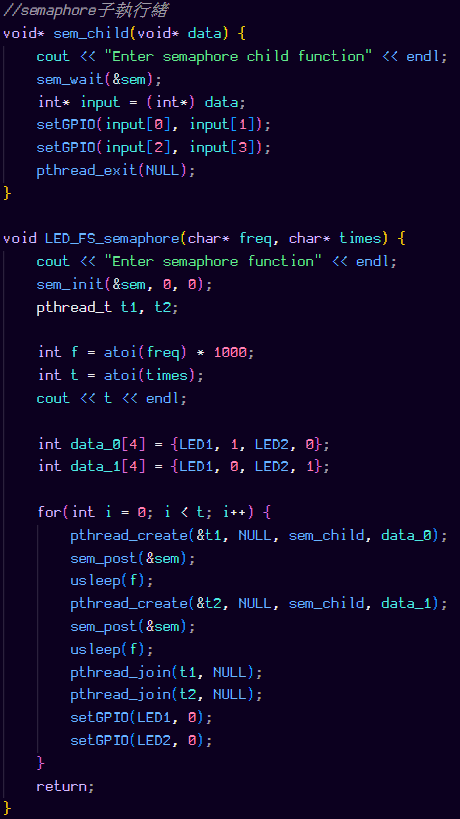 //semaphore子執行緒
void* sem_child(void* data) {
    cout << "Enter semaphore child function" << endl;
    sem_wait(&sem);
    int* input = (int*) data;
    setGPIO(input[0], input[1]);
    setGPIO(input[2], input[3]);
    pthread_exit(NULL);
}

void LED_FS_semaphore(char* freq, char* times) {
    cout << "Enter semaphore function" << endl;
    sem_init(&sem, 0, 0);
    pthread_t t1, t2;

    int f = atoi(freq) * 1000;
    int t = atoi(times);
    cout << t << endl;

    int data_0[4] = {LED1, 1, LED2, 0};
    int data_1[4] = {LED1, 0, LED2, 1};

    for(int i = 0; i < t; i++) {
        pthread_create(&t1, NULL, sem_child, data_0);
        sem_post(&sem);
        usleep(f);
        pthread_create(&t2, NULL, sem_child, data_1);
        sem_post(&sem);
        usleep(f);
        pthread_join(t1, NULL);
        pthread_join(t2, NULL);
        setGPIO(LED1, 0);
        setGPIO(LED2, 0);
    }
    return;
}